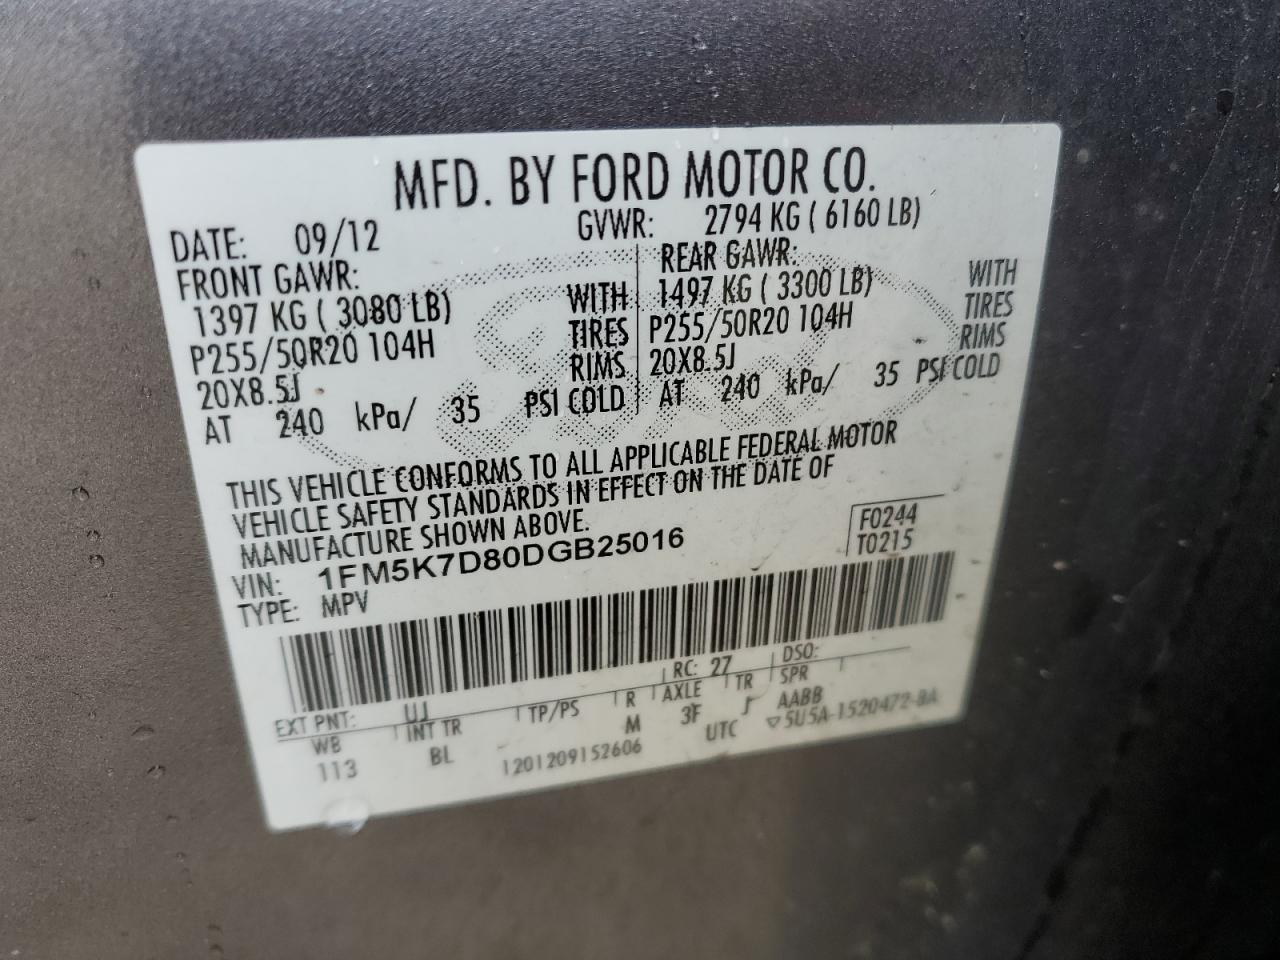 MFD. BY FORD MOTOR CO.
DATE: 09/12 GVWR: 2794 KG ( 6160 LB)
FRONT GAWR: REAR GAWR:
1397 KG ( 3080 LB) WITH 1497 KG ( 3300 LB) WITH
P255/50R20 104H TIRES P255/50R20 104H TIRES
20X8.5J RIMS 20X8.5J RIMS
AT 240 kPa/ 35 PSI COLD AT 240 kPa/ 35 PSI COLD
THIS VEHICLE CONFORMS TO ALL APPLICABLE FEDERAL MOTOR
VEHICLE SAFETY STANDARDS IN EFFECT ON THE DATE OF
MANUFACTURE SHOWN ABOVE.
F0244
VIN: 1FM5K7D80DGB25016 T0215
TYPE: MPV
EXT PNT: UJ RC: 27 DSO:
WB INT TR TP/PS R AXLE TR SPR
113 BL M 3F J AABB
1201209152606 UTC ▽5U5A-1520472-BA